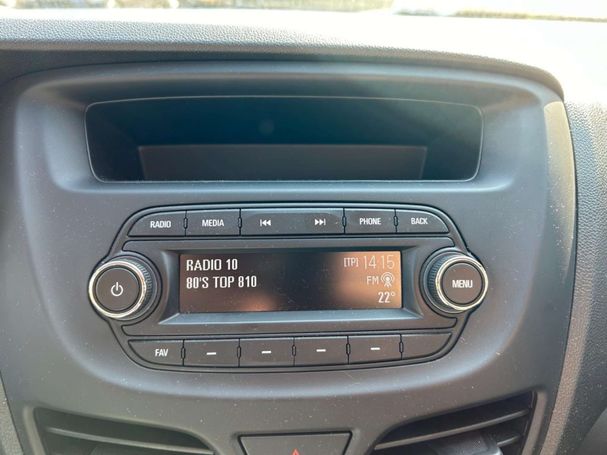 RADIO MEDIA PHONE BACK
RADIO 10 [TP] 14:15
80'S TOP 810 FM
22°
MENU
FAV